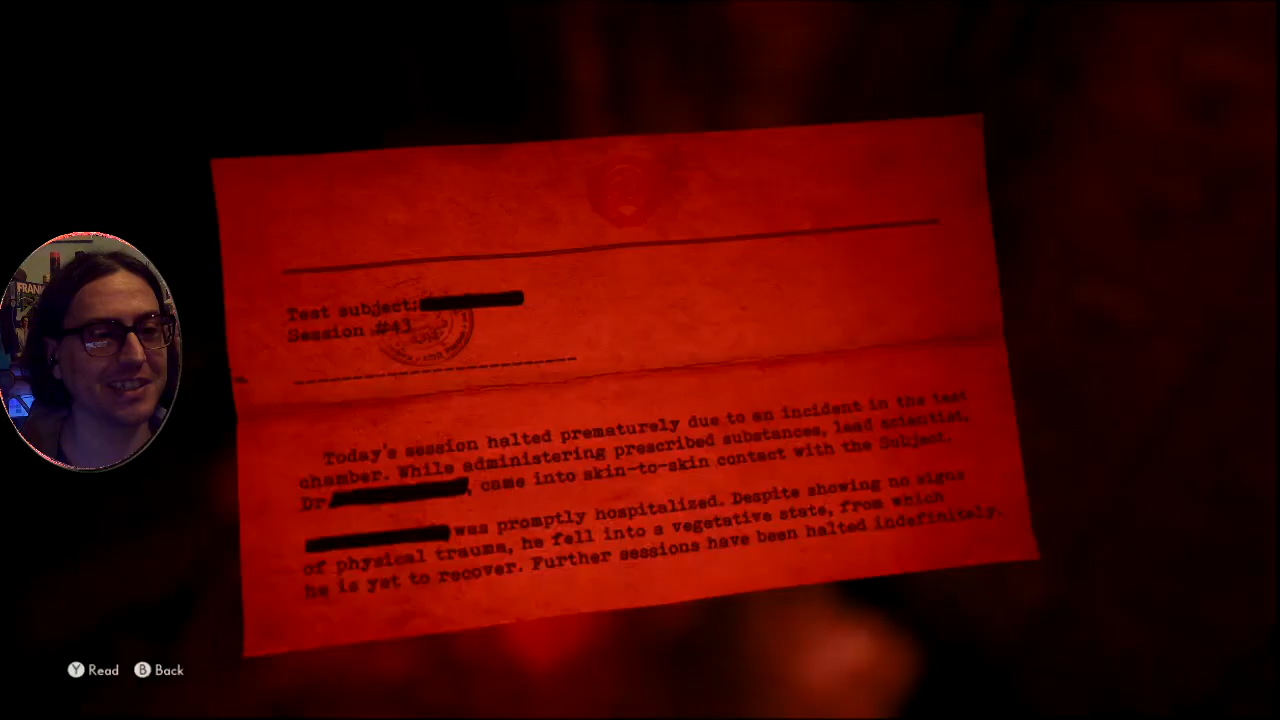 FRAN
Test subject:
Session #43
Today's session halted prematurely due to an incident in the test
chamber. While administering prescribed substances, lead scientist,
Dr. , came into skin-to-skin contact with the Subject.
was promptly hospitalized. Despite showing no signs
of physical trauma, he fell into a vegetative state, from which
he is yet to recover. Further sessions have been halted indefinitely.
Y Read B Back